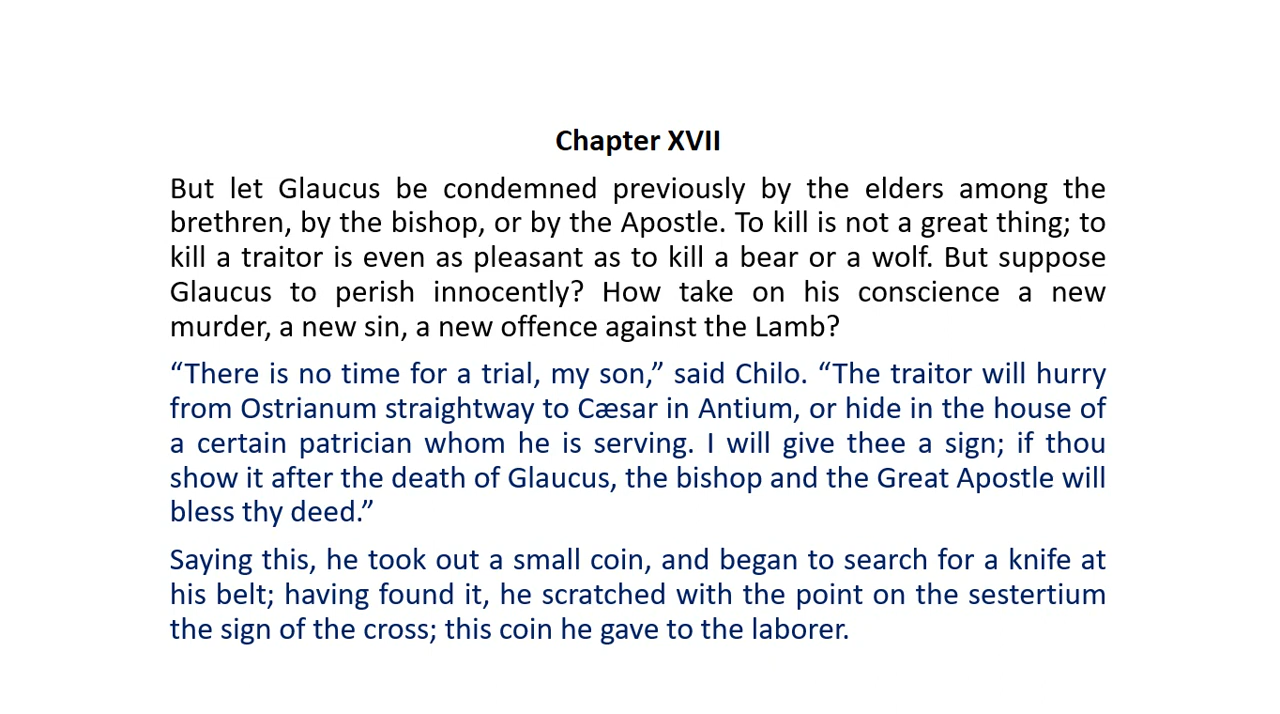 Chapter XVII
But let Glaucus be condemned previously by the elders among the
brethren, by the bishop, or by the Apostle. To kill is not a great thing; to
kill a traitor is even as pleasant as to kill a bear or a wolf. But suppose
Glaucus to perish innocently? How take on his conscience a new
murder, a new sin, a new offence against the Lamb?
“There is no time for a trial, my son,” said Chilo. “The traitor will hurry
from Ostrianum straightway to Cæsar in Antium, or hide in the house of
a certain patrician whom he is serving. I will give thee a sign; if thou
show it after the death of Glaucus, the bishop and the Great Apostle will
bless thy deed.”
Saying this, he took out a small coin, and began to search for a knife at
his belt; having found it, he scratched with the point on the sestertium
the sign of the cross; this coin he gave to the laborer.